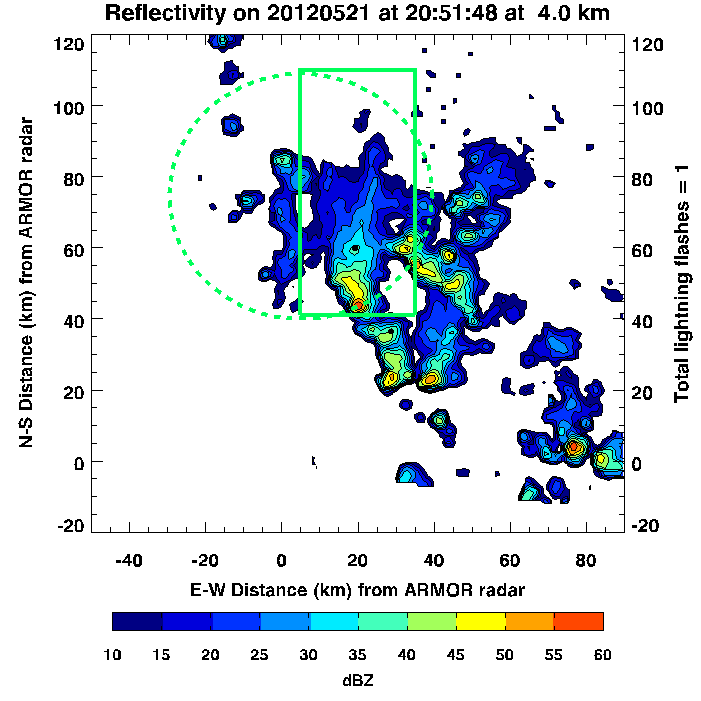 Reflectivity on 20120521 at 20:51:48 at 4.0 km
120 120
100 100
80 80
60 60
40 40
20 20
0 0
-20 -20
N-S Distance (km) from ARMOR radar
Total lightning flashes = 1
-40 -20 0 20 40 60 80
E-W Distance (km) from ARMOR radar
10 15 20 25 30 35 40 45 50 55 60
dBZ